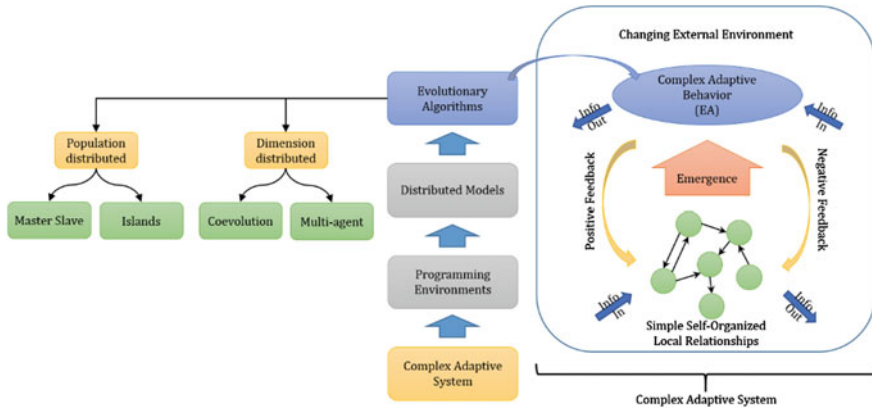 Evolutionary
Algorithms
Population
distributed
Dimension
distributed
Master Slave
Islands
Coevolution
Multi-agent
Distributed Models
Programming
Environments
Complex Adaptive
System
Changing External Environment
Complex Adaptive
Behavior
(EA)
Info
Out
Info
In
Positive Feedback
Emergence
Negative Feedback
Info
In
Info
Out
Simple Self-Organized
Local Relationships
Complex Adaptive System